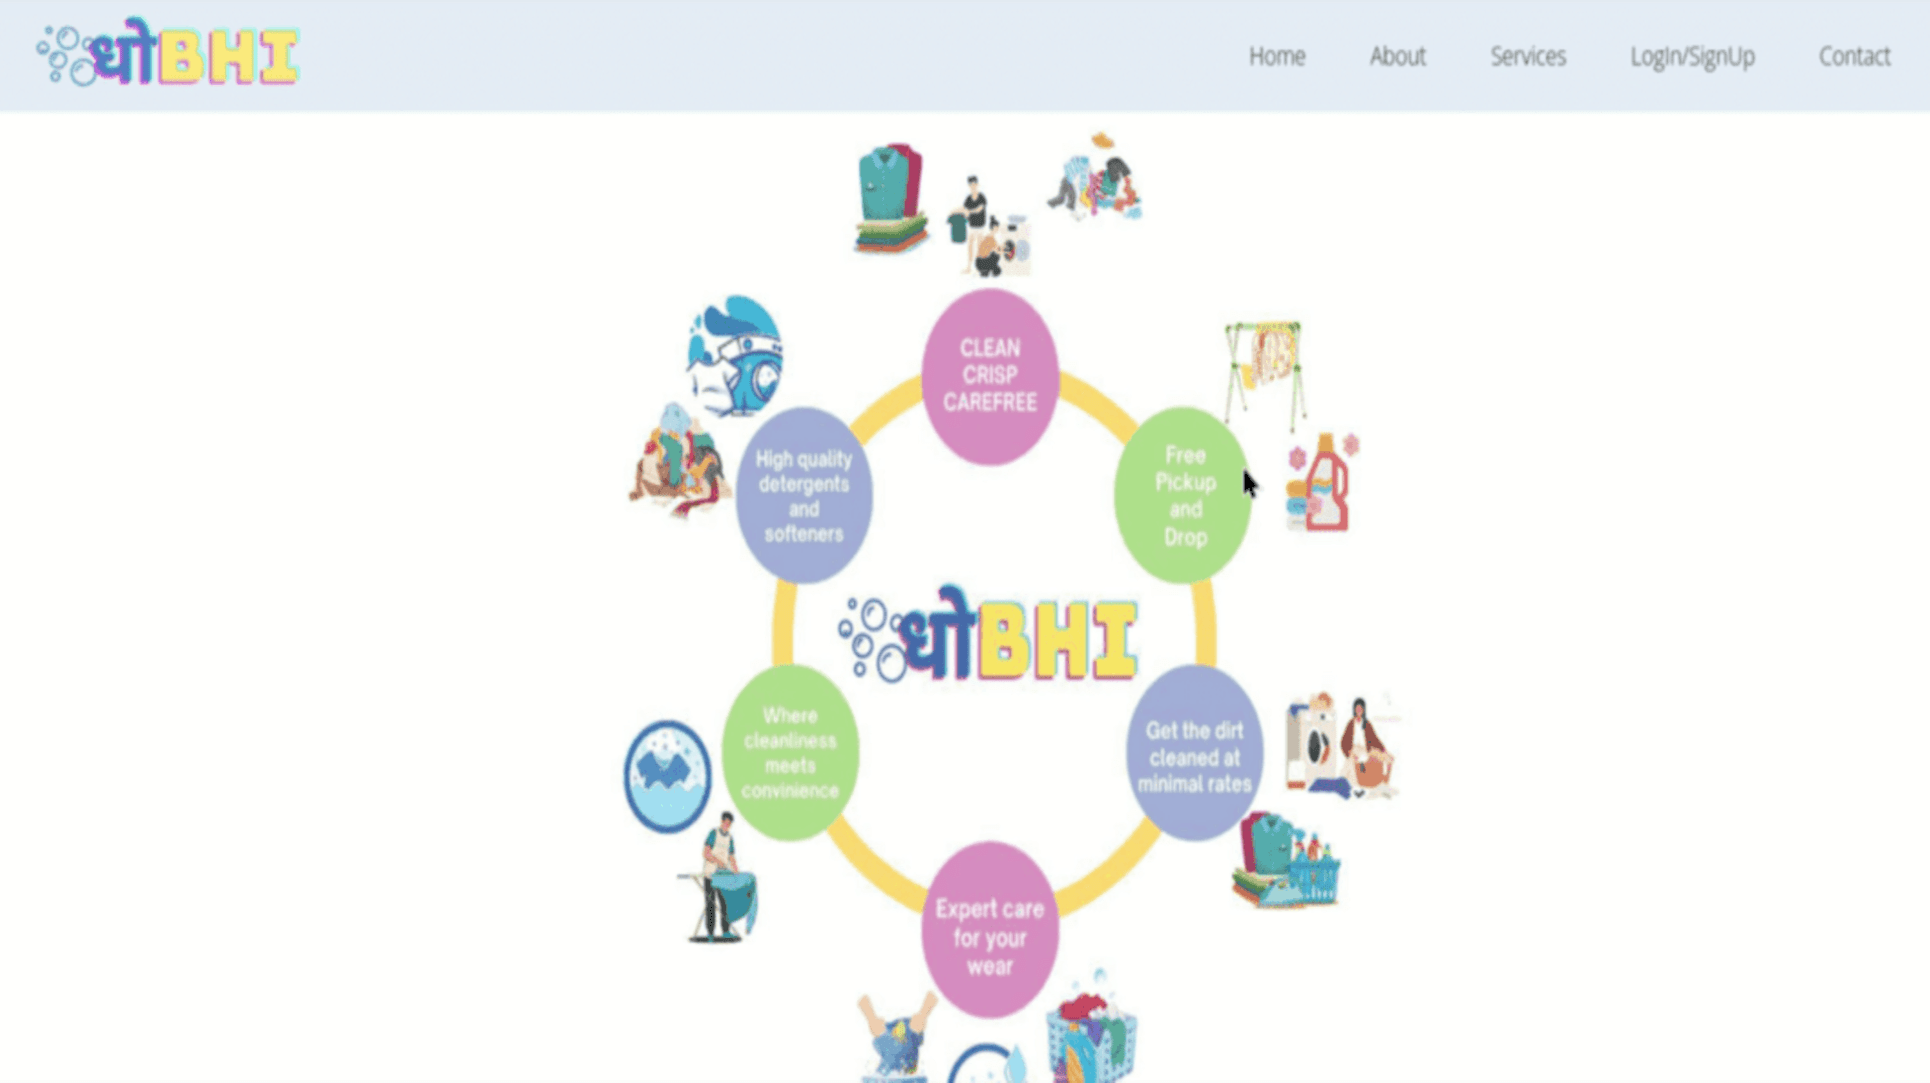 धोBHI
Home
About
Services
LogIn/SignUp
Contact
CLEAN
CRISP
CAREFREE
High quality
detergents
and
softeners
Free
Pickup
and
Drop
धोBHI
Where
cleanliness
meets
convinience
Get the dirt
cleaned at
minimal rates
Expert care
for your
wear